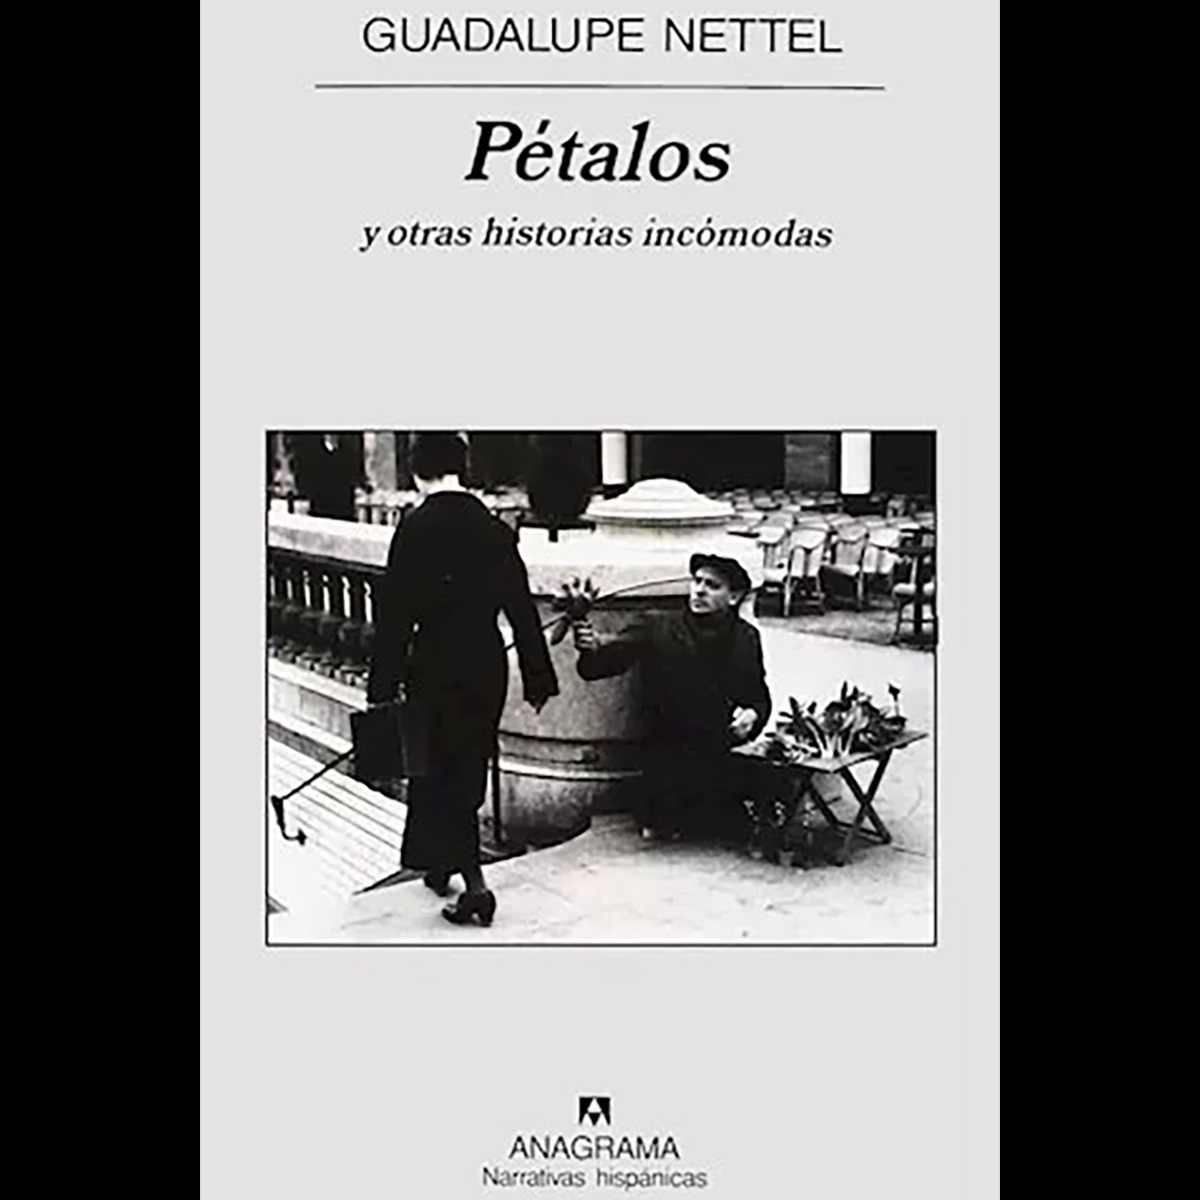 GUADALUPE NETTEL
Pétalos
y otras historias incómodas
ANAGRAMA
Narrativas hispánicas